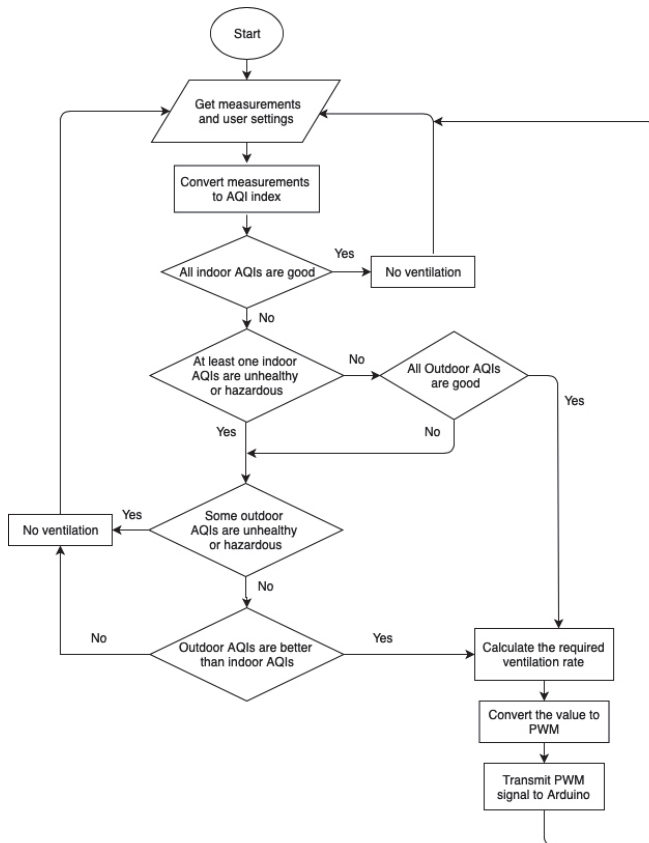 Start
Get measurements
and user settings
Convert measurements
to AQI index
All indoor AQIs are good
Yes
No ventilation
No
At least one indoor
AQIs are unhealthy
or hazardous
No
All Outdoor AQIs
are good
Yes
Yes
No
Some outdoor
AQIs are unhealthy
or hazardous
Yes
No ventilation
No
Outdoor AQIs are better
than indoor AQIs
No
Yes
Calculate the required
ventilation rate
Convert the value to
PWM
Transmit PWM
signal to Arduino